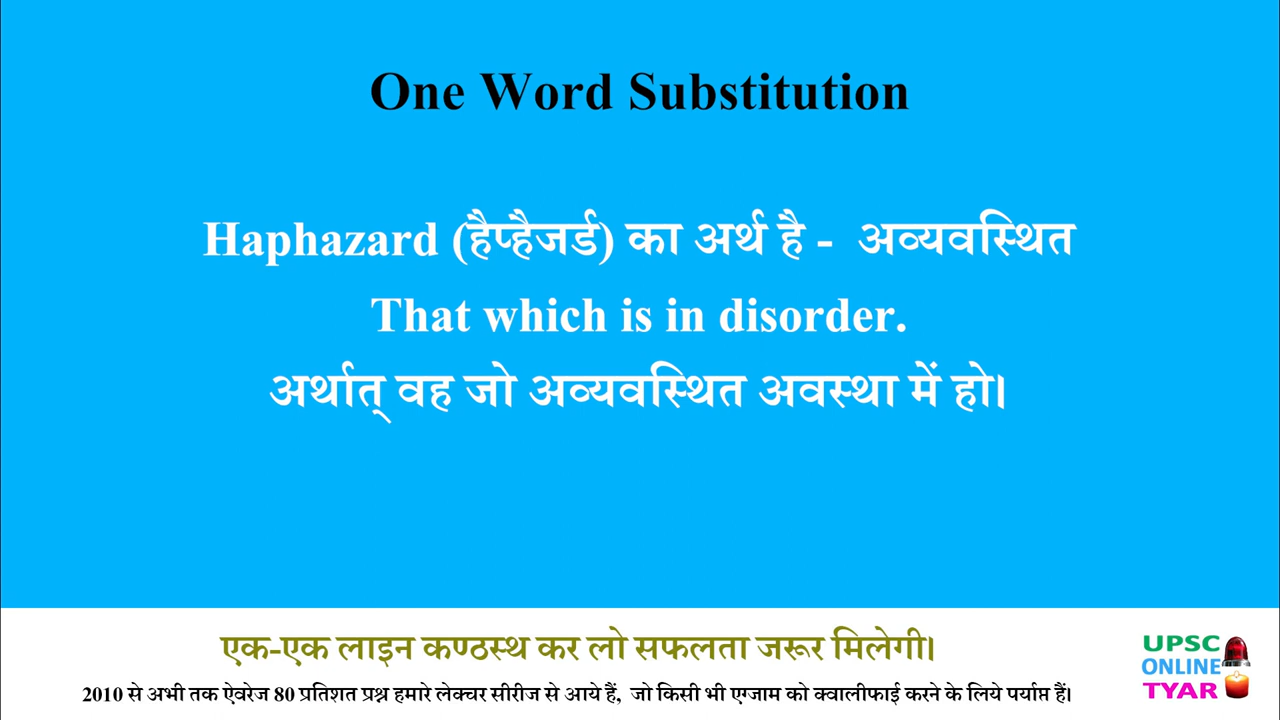 One Word Substitution
Haphazard (हैप्हैजर्ड) का अर्थ है - अव्यवस्थित
That which is in disorder.
अर्थात् वह जो अव्यवस्थित अवस्था में हो।
एक-एक लाइन कण्ठस्थ कर लो सफलता जरूर मिलेगी।
2010 से अभी तक ऐवरेज 80 प्रतिशत प्रश्न हमारे लेक्चर सीरीज से आये हैं, जो किसी भी एग्जाम को क्वालीफाई करने के लिये पर्याप्त हैं।
UPSC
ONLINE
TYAR